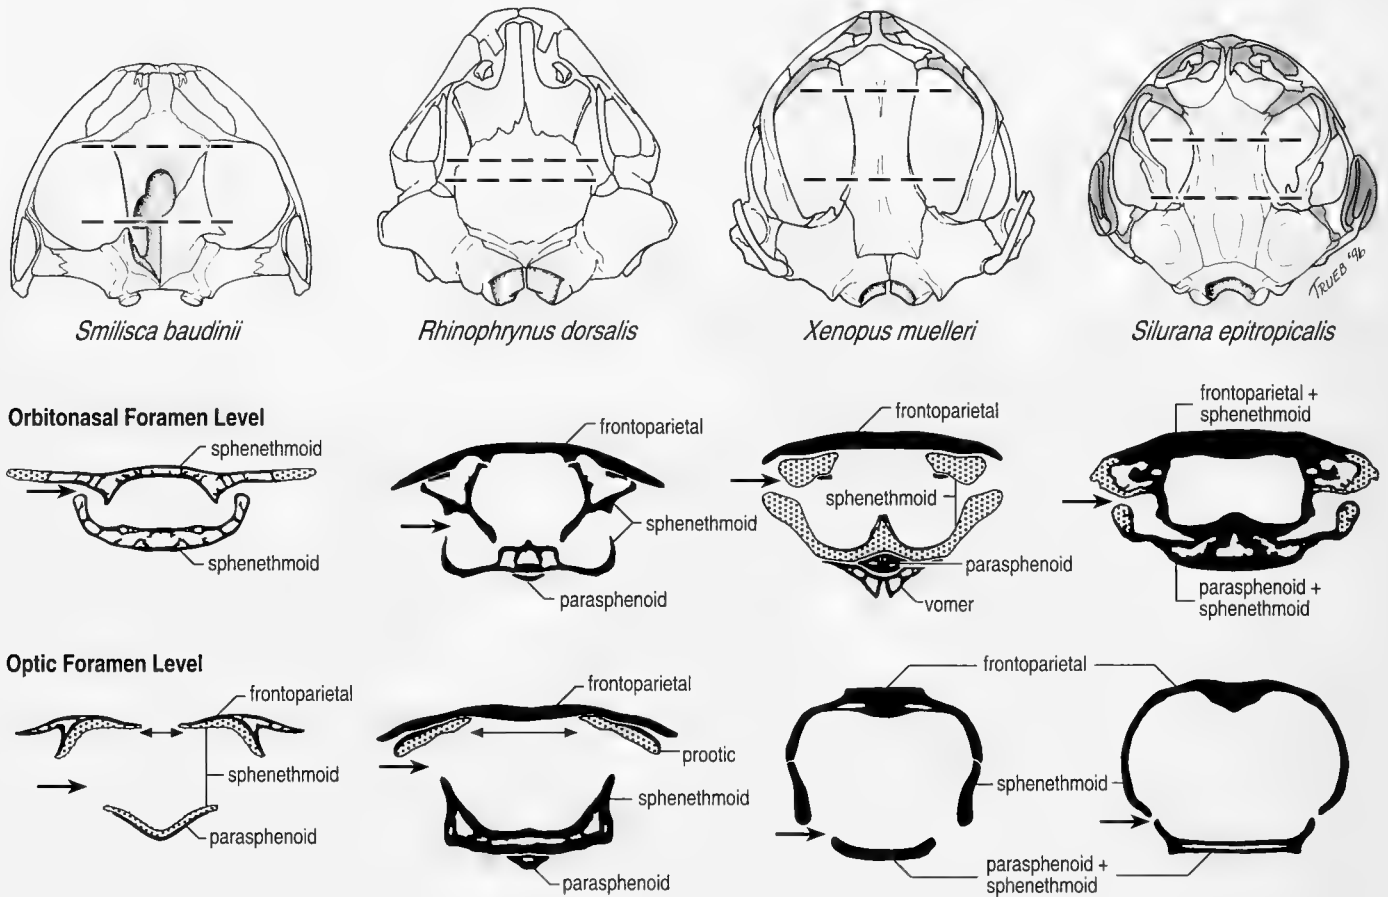 TRUEB '96
Smilisca baudinii
Rhinophrynus dorsalis
Xenopus muelleri
Silurana epitropicalis
Orbitonasal Foramen Level
sphenethmoid
sphenethmoid
frontoparietal
sphenethmoid
parasphenoid
frontoparietal
sphenethmoid
parasphenoid
vomer
frontoparietal +
sphenethmoid
parasphenoid +
sphenethmoid
Optic Foramen Level
frontoparietal
sphenethmoid
parasphenoid
frontoparietal
prootic
sphenethmoid
parasphenoid
frontoparietal
sphenethmoid
parasphenoid +
sphenethmoid